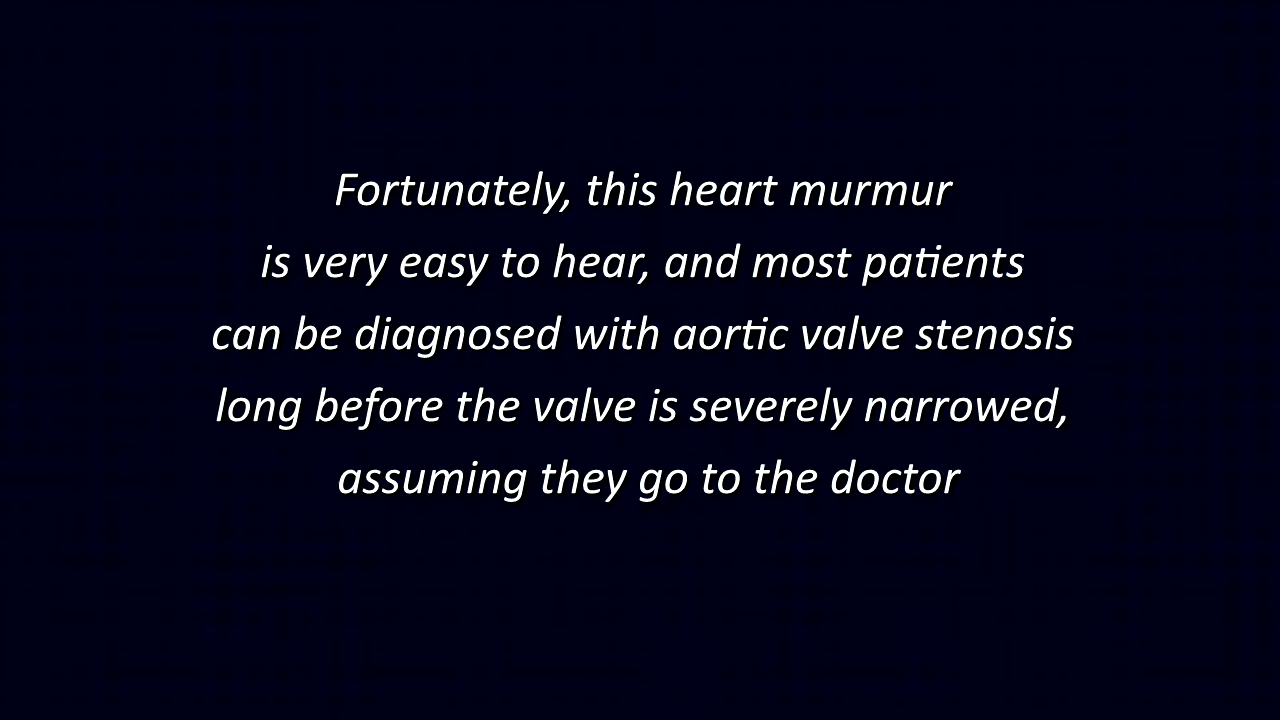 Fortunately, this heart murmur
is very easy to hear, and most patients
can be diagnosed with aortic valve stenosis
long before the valve is severely narrowed,
assuming they go to the doctor